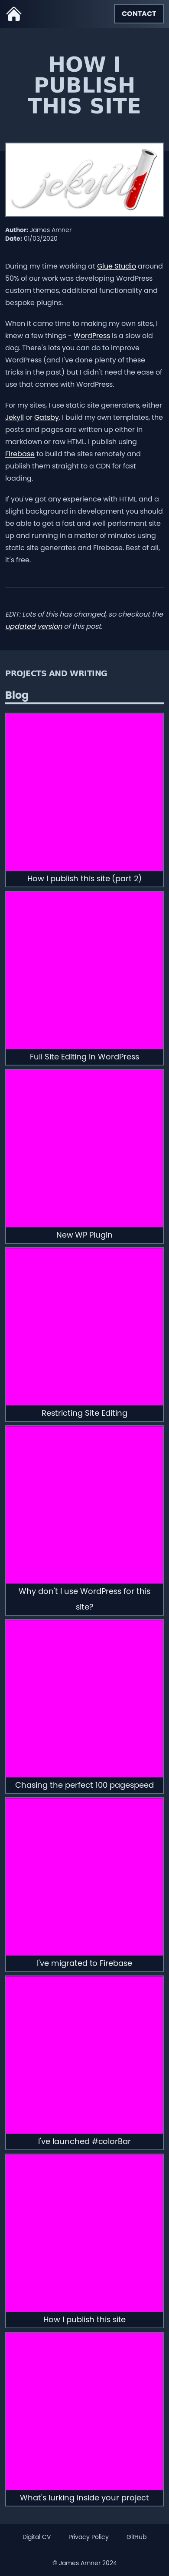 CONTACT
HOW I
PUBLISH
THIS SITE
jekyll
Author: James Amner
Date: 01/03/2020
During my time working at Glue Studio around
50% of our work was developing WordPress
custom themes, additional functionality and
bespoke plugins.
When it came time to making my own sites, I
knew a few things - WordPress is a slow old
dog. There's lots you can do to improve
WordPress (and I've done plenty of these
tricks in the past) but I didn't need the ease of
use that comes with WordPress.
For my sites, I use static site generators, either
Jekyll or Gatsby. I build my own templates, the
posts and pages are written up either in
markdown or raw HTML. I publish using
Firebase to build the sites remotely and
publish them straight to a CDN for fast
loading.
If you've got any experience with HTML and a
slight background in development you should
be able to get a fast and well performant site
up and running in a matter of minutes using
static site generates and Firebase. Best of all,
it's free.
EDIT: Lots of this has changed, so checkout the
updated version of this post.
PROJECTS AND WRITING
Blog
How I publish this site (part 2)
Full Site Editing in WordPress
New WP Plugin
Restricting Site Editing
Why don't I use WordPress for this
site?
Chasing the perfect 100 pagespeed
I've migrated to Firebase
I've launched #colorBar
How I publish this site
What's lurking inside your project
Digital CV
Privacy Policy
GitHub
© James Amner 2024